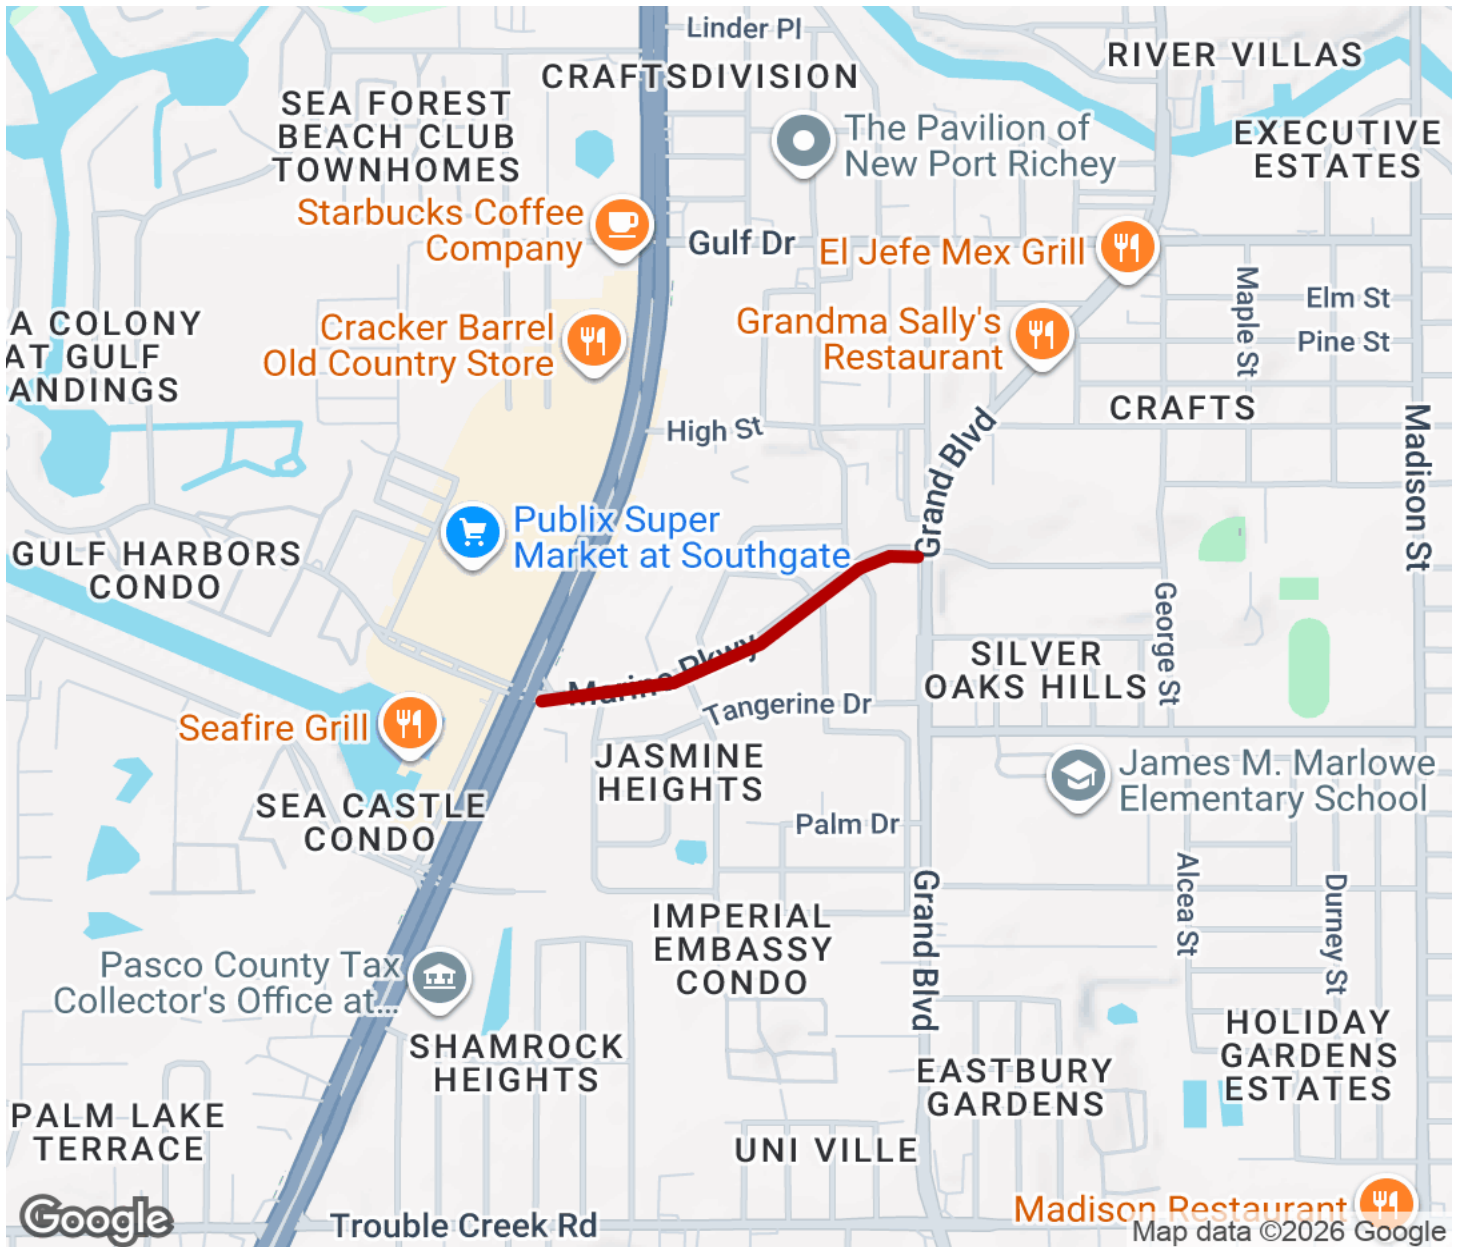 Linder Pl
RIVER VILLAS
CRAFTSDIVISION
SEA FOREST
BEACH CLUB
TOWNHOMES
The Pavilion of
New Port Richey
EXECUTIVE
ESTATES
Starbucks Coffee
Company
Gulf Dr
El Jefe Mex Grill
Maple St
Elm St
Pine St
A COLONY
AT GULF
ANDINGS
Cracker Barrel
Old Country Store
Grandma Sally's
Restaurant
CRAFTS
High St
Grand Blvd
Madison St
Publix Super
Market at Southgate
GULF HARBORS
CONDO
George St
Marine Pkwy
SILVER
OAKS HILLS
Tangerine Dr
Seafire Grill
JASMINE
HEIGHTS
James M. Marlowe
Elementary School
SEA CASTLE
CONDO
Palm Dr
Alcea St
Durney St
Grand Blvd
IMPERIAL
EMBASSY
CONDO
Pasco County Tax
Collector's Office at...
SHAMROCK
HEIGHTS
HOLIDAY
GARDENS
ESTATES
EASTBURY
GARDENS
PALM LAKE
TERRACE
UNI VILLE
Madison Restaurant
Google
Trouble Creek Rd
Map data ©2026 Google